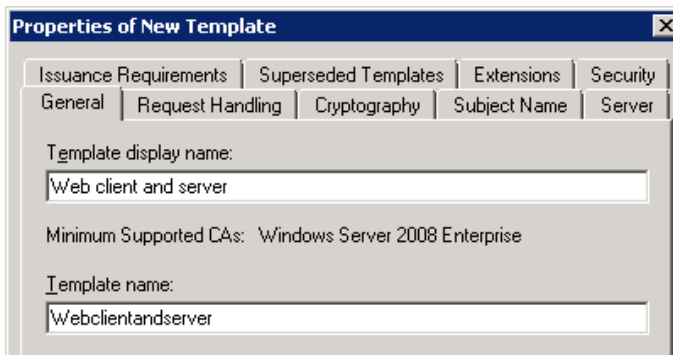 Properties of New Template
Issuance Requirements Superseded Templates Extensions Security
General Request Handling Cryptography Subject Name Server
Template display name:
Web client and server
Minimum Supported CAs: Windows Server 2008 Enterprise
Template name:
Webclientandserver